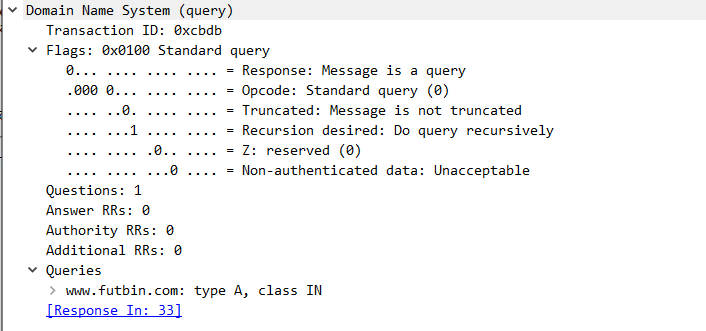 Domain Name System (query)
Transaction ID: 0xcbdb
Flags: 0x0100 Standard query
0... .... .... .... = Response: Message is a query
.000 0... .... .... = Opcode: Standard query (0)
.... ..0. .... .... = Truncated: Message is not truncated
.... ...1 .... .... = Recursion desired: Do query recursively
.... .... .0.. .... = Z: reserved (0)
.... .... ...0 .... = Non-authenticated data: Unacceptable
Questions: 1
Answer RRs: 0
Authority RRs: 0
Additional RRs: 0
Queries
www.futbin.com: type A, class IN
[Response In: 33]